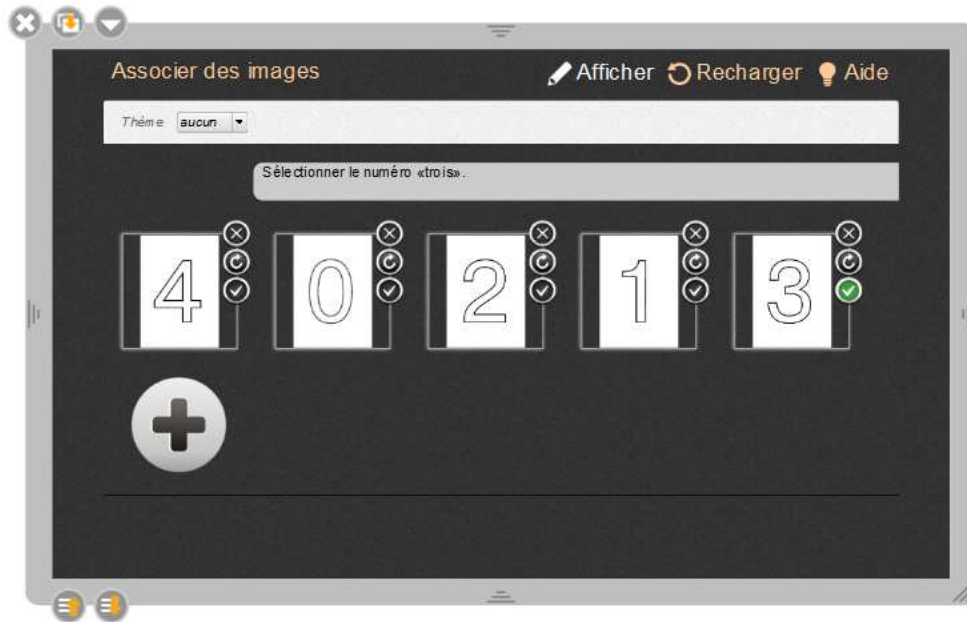 Associer des images Afficher Recharger Aide
Thème aucun
Sélectionner le numéro «trois».
4 0 2 1 3